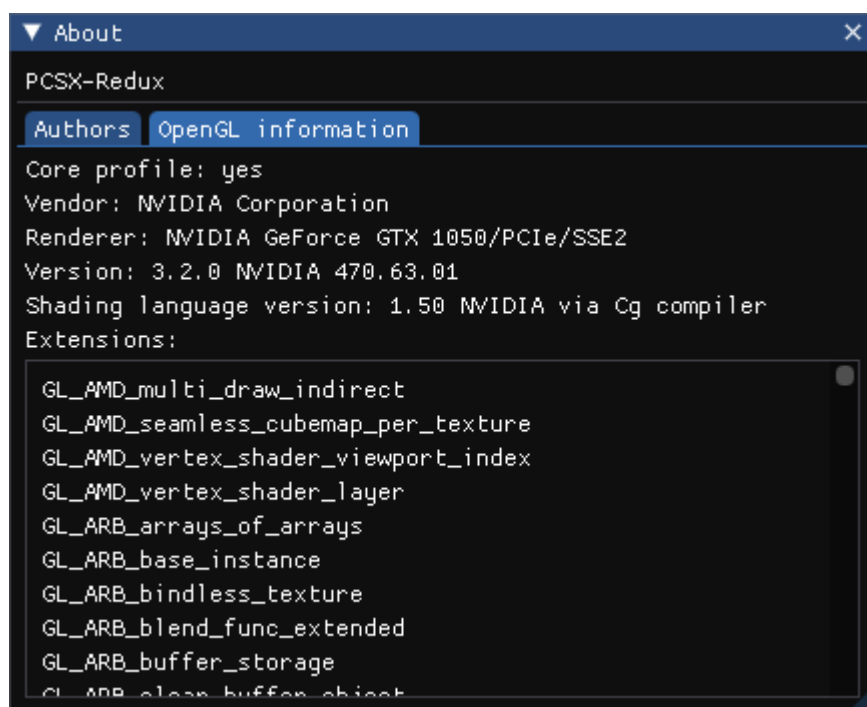 ▼ About ✕
PCSX-Redux
Authors OpenGL information
Core profile: yes
Vendor: NVIDIA Corporation
Renderer: NVIDIA GeForce GTX 1050/PCIe/SSE2
Version: 3.2.0 NVIDIA 470.63.01
Shading language version: 1.50 NVIDIA via Cg compiler
Extensions:
GL_AMD_multi_draw_indirect
GL_AMD_seamless_cubemap_per_texture
GL_AMD_vertex_shader_viewport_index
GL_AMD_vertex_shader_layer
GL_ARB_arrays_of_arrays
GL_ARB_base_instance
GL_ARB_bindless_texture
GL_ARB_blend_func_extended
GL_ARB_buffer_storage
GL_ARB_clear_buffer_object